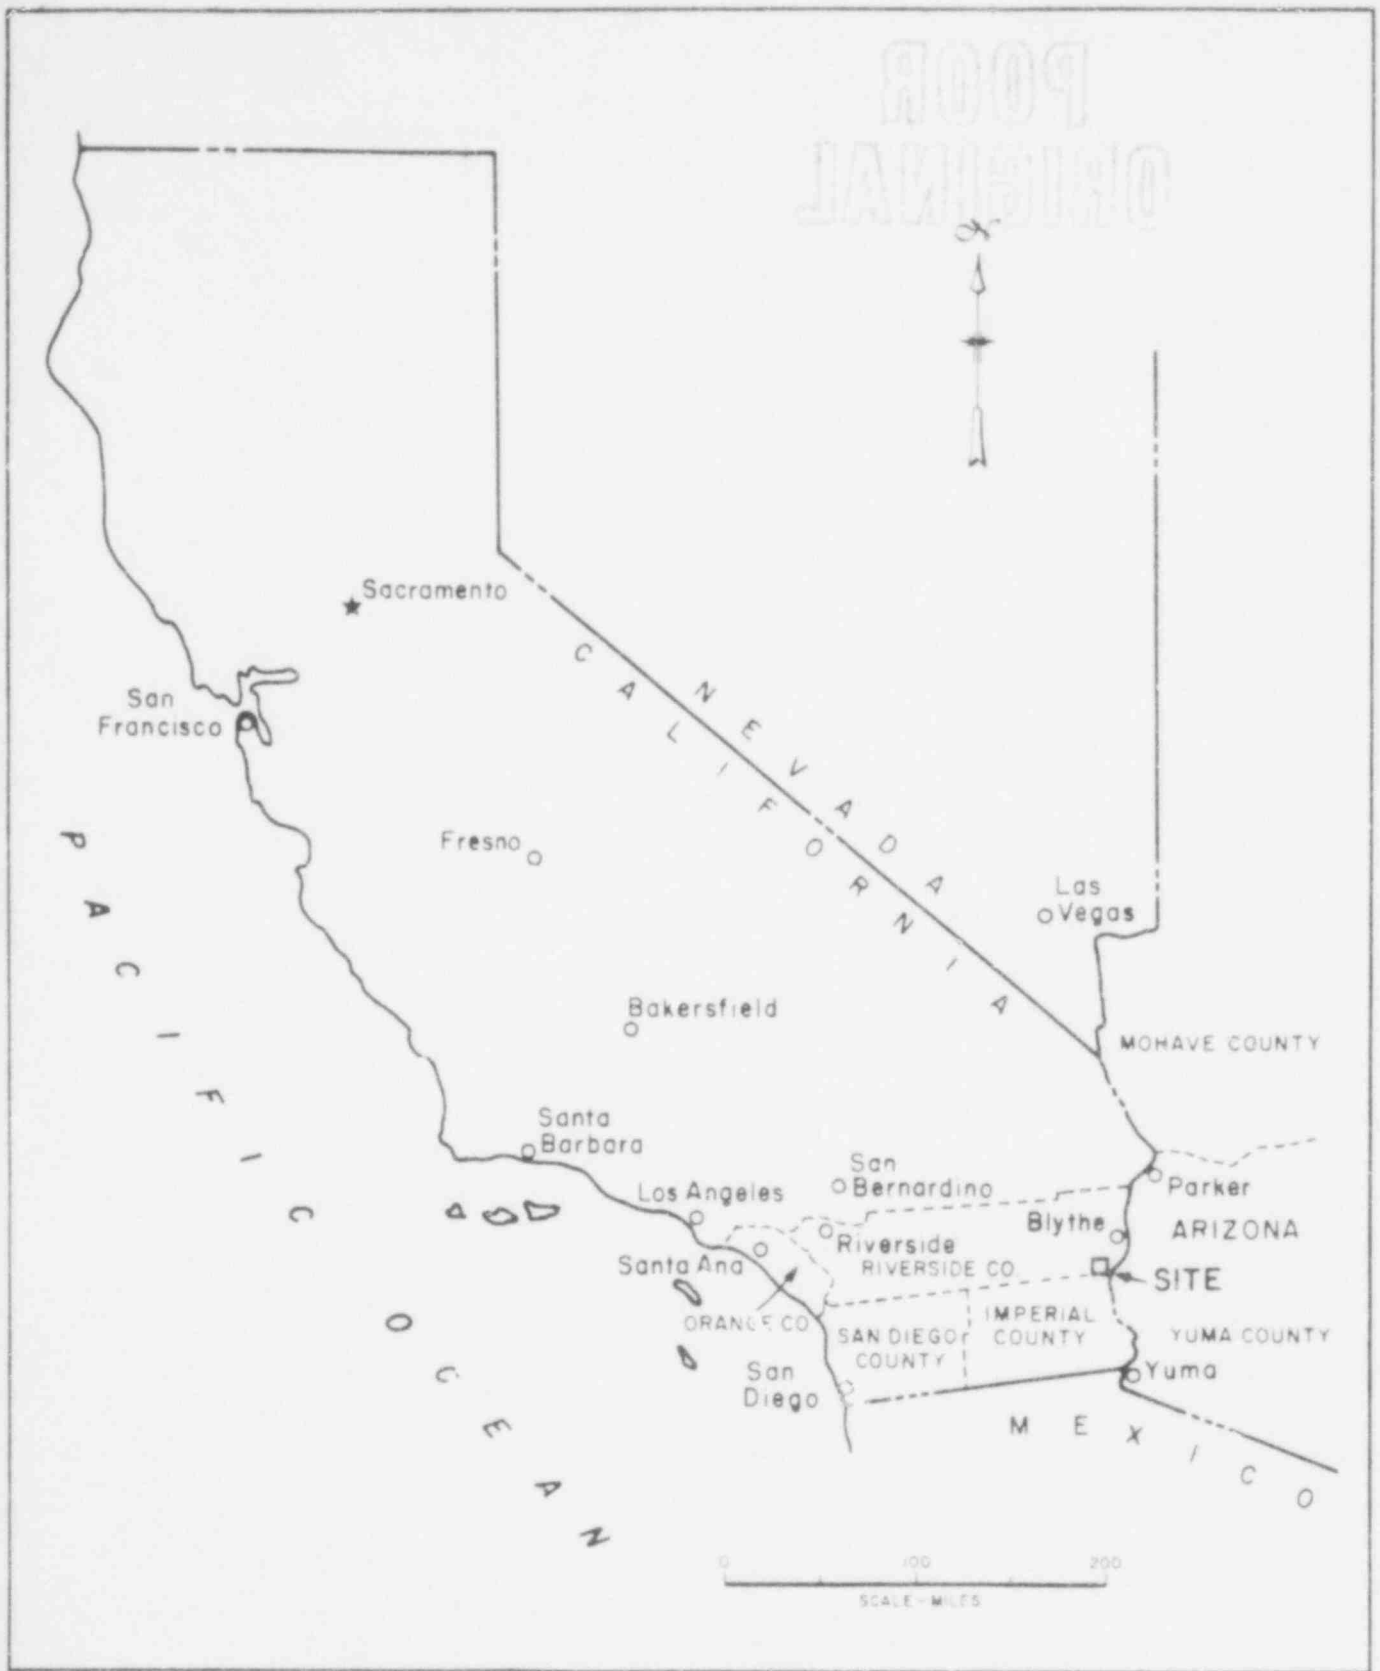 POOR
ORIGINAL
N
Sacramento
San
Francisco
NEVADA
CALIFORNIA
Fresno
Las
Vegas
Bakersfield
MOHAVE COUNTY
Santa
Barbara
San
Bernardino
Parker
Los Angeles
Blythe
ARIZONA
Riverside
Santa Ana
RIVERSIDE CO.
SITE
ORANGE CO.
IMPERIAL
COUNTY
SAN DIEGO
COUNTY
YUMA COUNTY
San
Diego
Yuma
MEXICO
PACIFIC OCEAN
0 100 200
SCALE-MILES